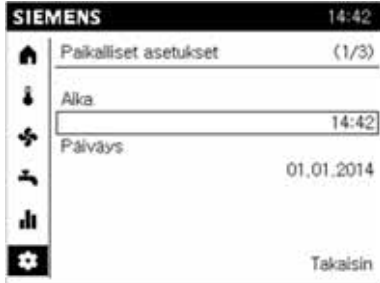 SIEMENS 14:42
Paikalliset asetukset (1/3)
Aika
14:42
Päiväys
01.01.2014
Takaisin